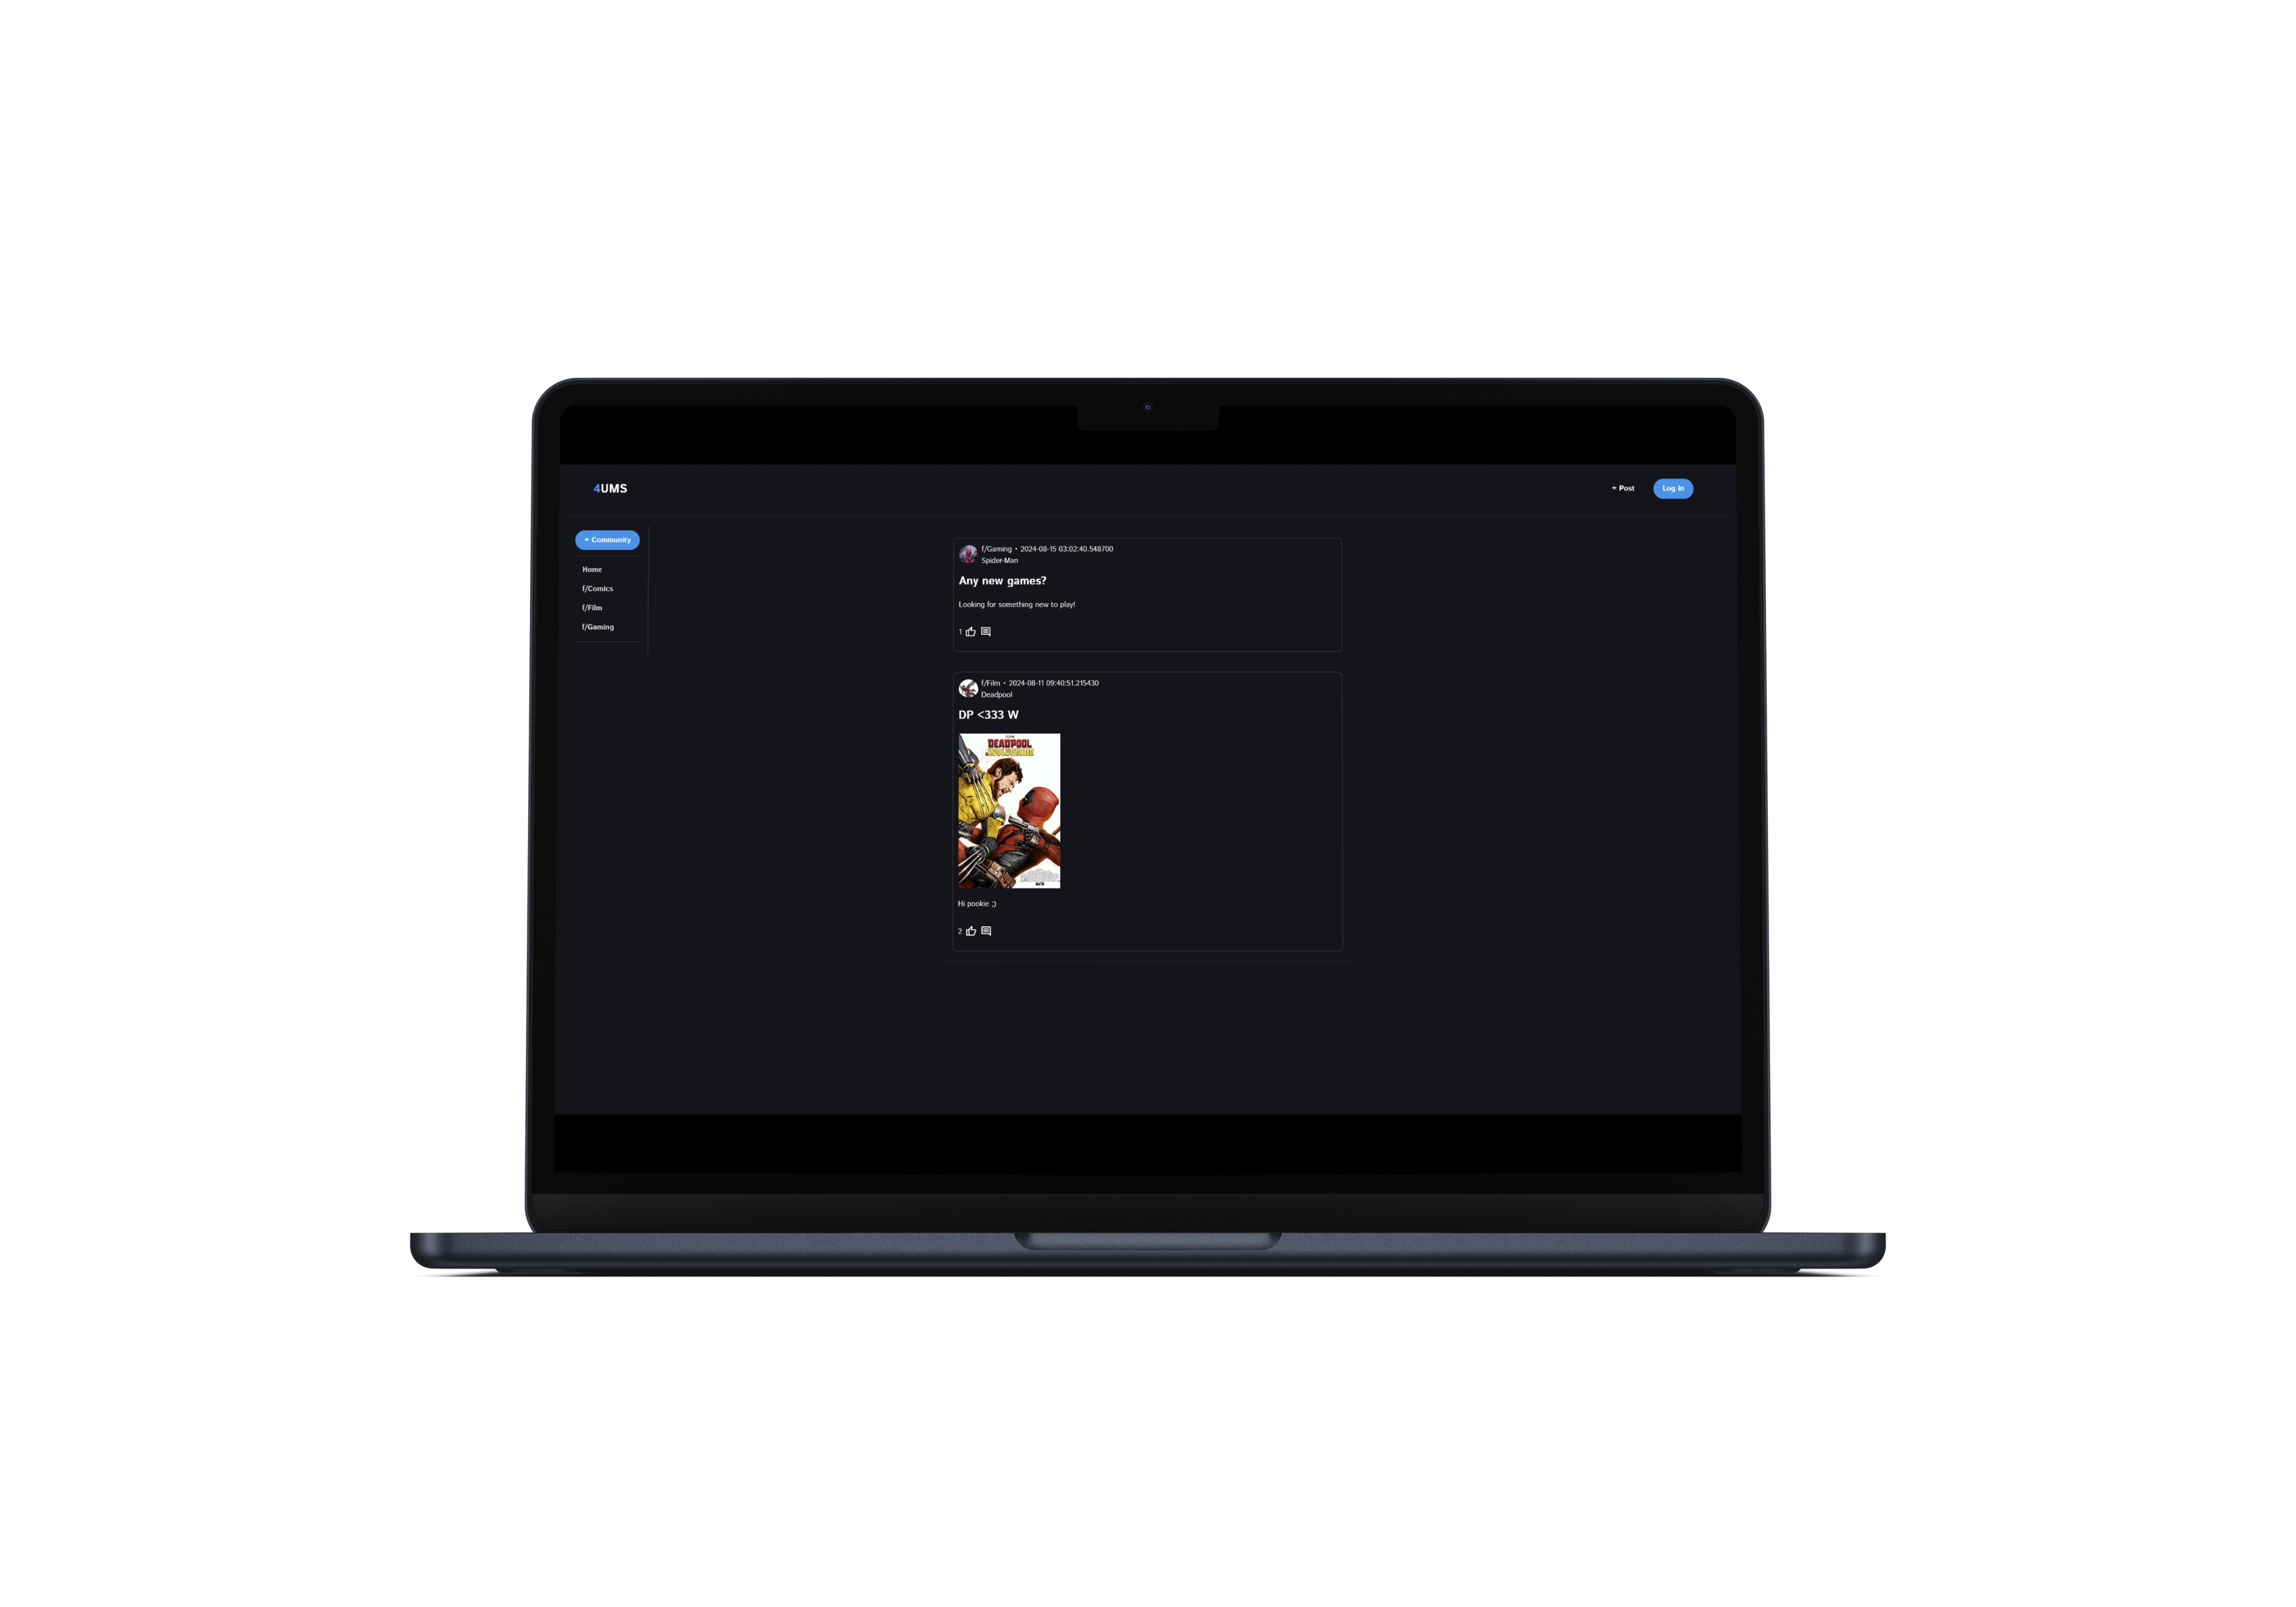 4UMS
+ Post
Log In
+ Community
Home
f/Comics
f/Film
f/Gaming
f/Gaming • 2024-08-15 03:02:40.548700
Spider-Man
Any new games?
Looking for something new to play!
1
f/Film • 2024-08-11 09:40:51.215430
Deadpool
DP <333 W
DEADPOOL
& WOLVERINE
Hi pookie ;)
2